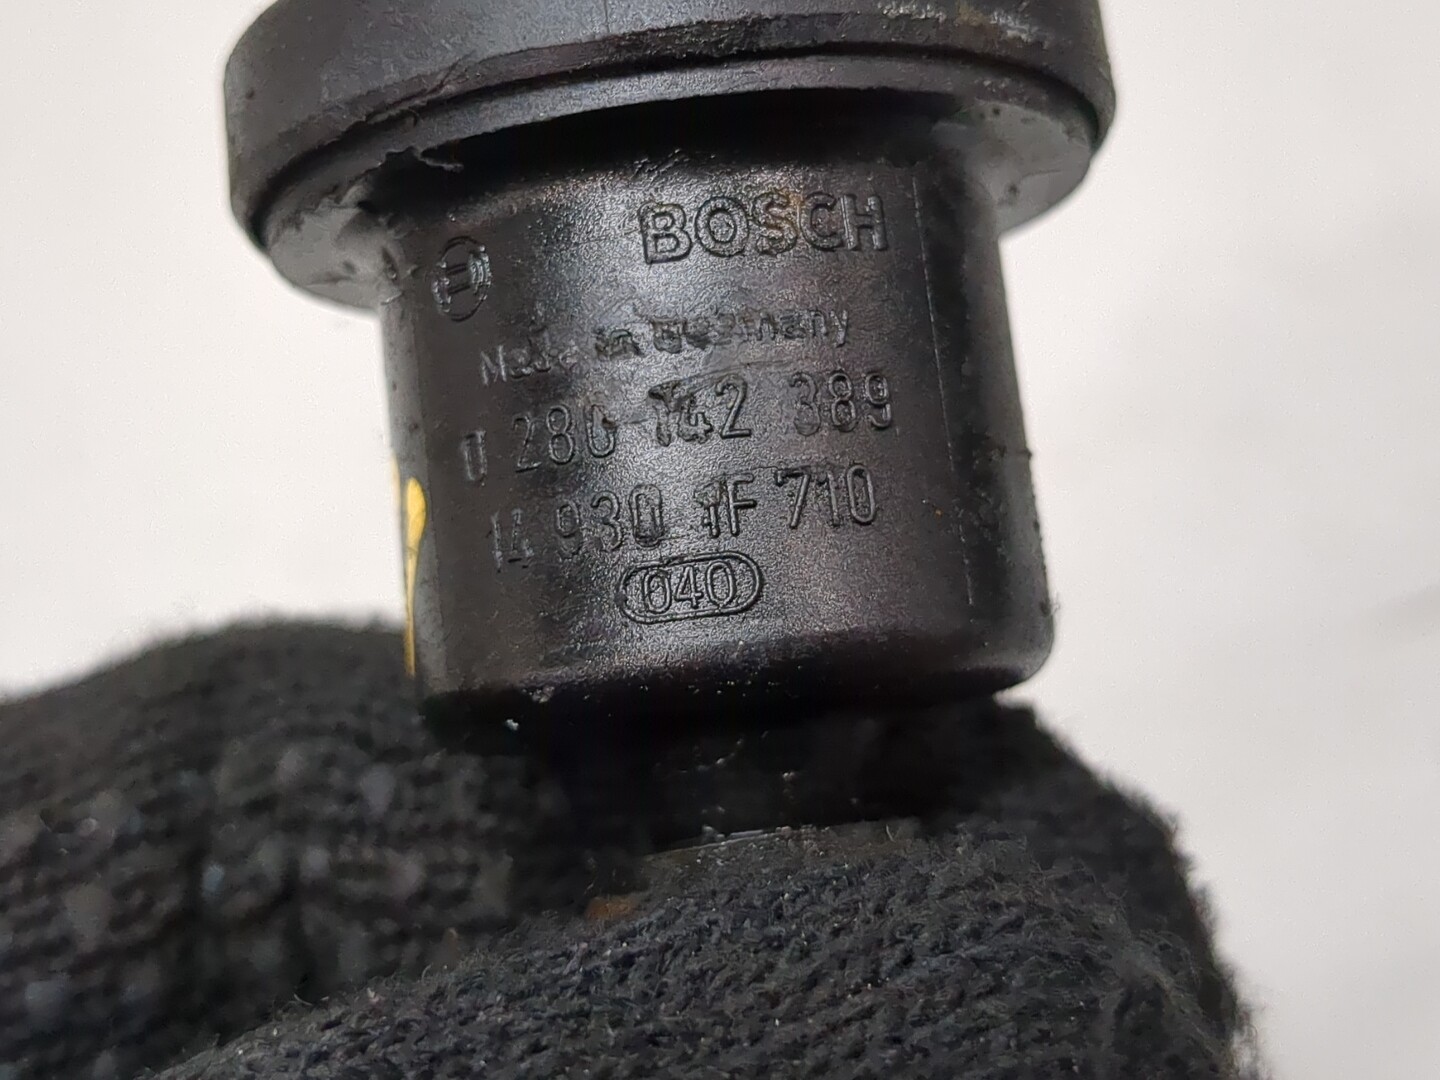 BOSCH
Made in Germany
0 280 142 389
14 930 1F 710
040